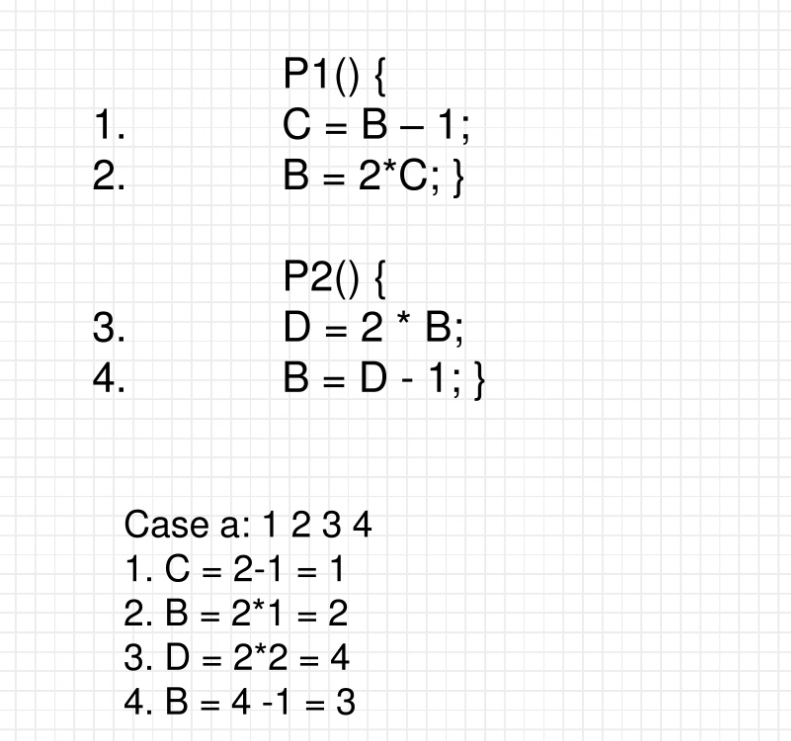 P1() {
1. C = B – 1;
2. B = 2*C; }
P2() {
3. D = 2 * B;
4. B = D - 1; }
Case a: 1 2 3 4
1. C = 2-1 = 1
2. B = 2*1 = 2
3. D = 2*2 = 4
4. B = 4 -1 = 3